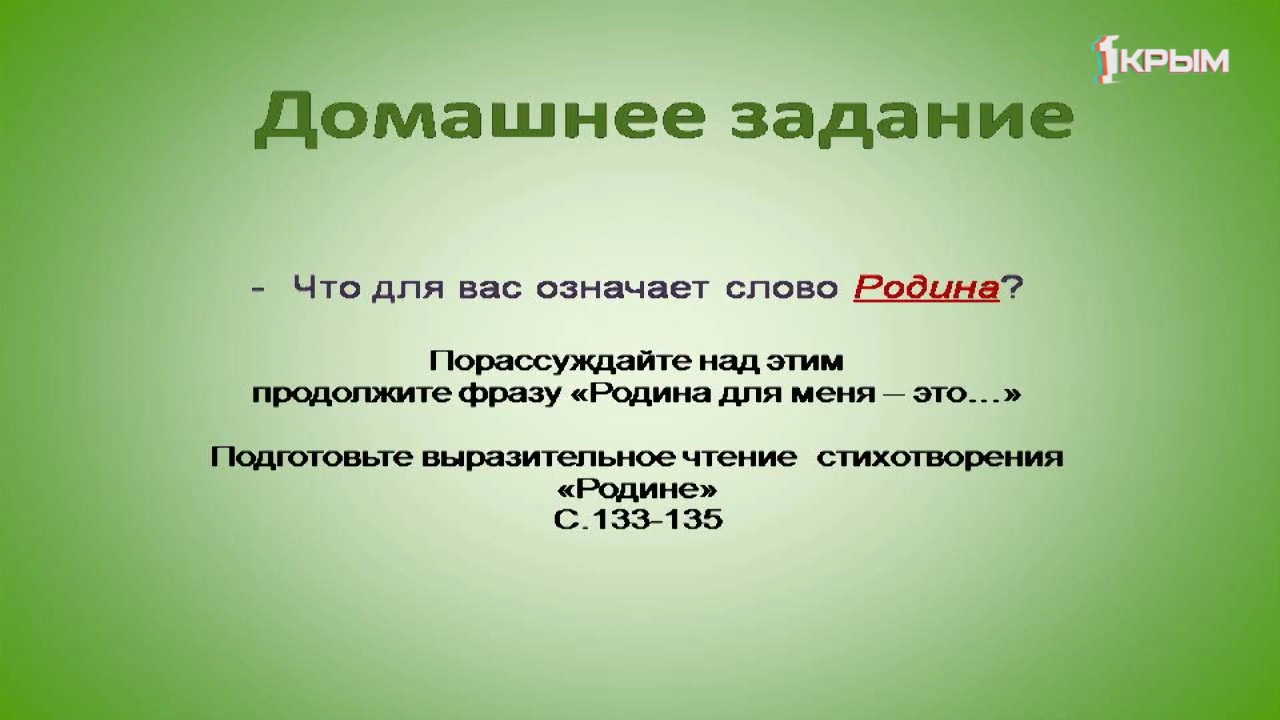 1КРЫМ
Домашнее задание
- Что для вас означает слово Родина?
Порассуждайте над этим
продолжите фразу «Родина для меня – это...»
Подготовьте выразительное чтение стихотворения
«Родине»
С.133-135